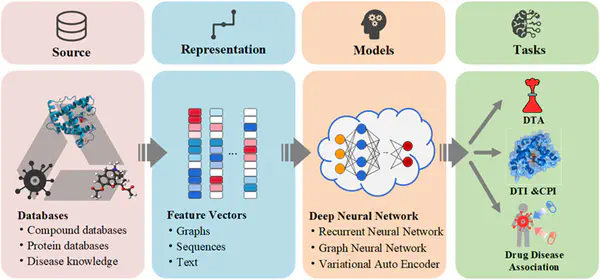 Source
Representation
Models
Tasks
Databases
• Compound databases
• Protein databases
• Disease knowledge
...
Feature Vectors
• Graphs
• Sequences
• Text
...
Deep Neural Network
• Recurrent Neural Network
• Graph Neural Network
• Variational Auto Encoder
DTA
DTI &CPI
Drug Disease
Association